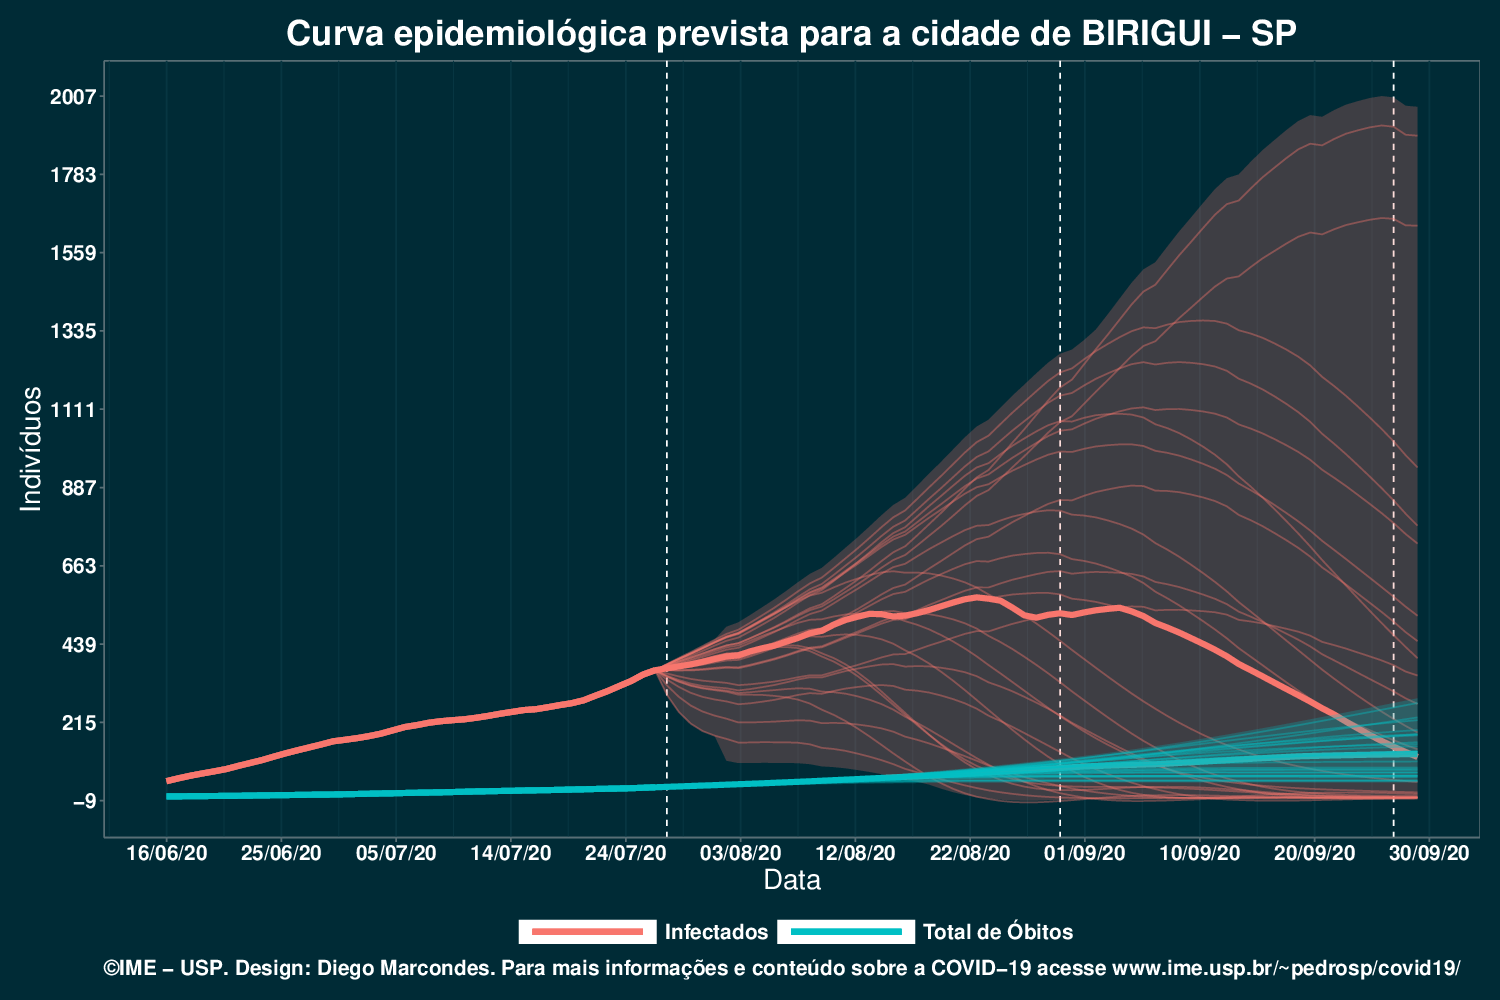 Curva epidemiológica prevista para a cidade de BIRIGUI − SP
Indivíduos
2007
1783
1559
1335
1111
887
663
439
215
−9
16/06/20 25/06/20 05/07/20 14/07/20 24/07/20 03/08/20 12/08/20 22/08/20 01/09/20 10/09/20 20/09/20 30/09/20
Data
Infectados Total de Óbitos
©IME − USP. Design: Diego Marcondes. Para mais informações e conteúdo sobre a COVID−19 acesse www.ime.usp.br/~pedrosp/covid19/